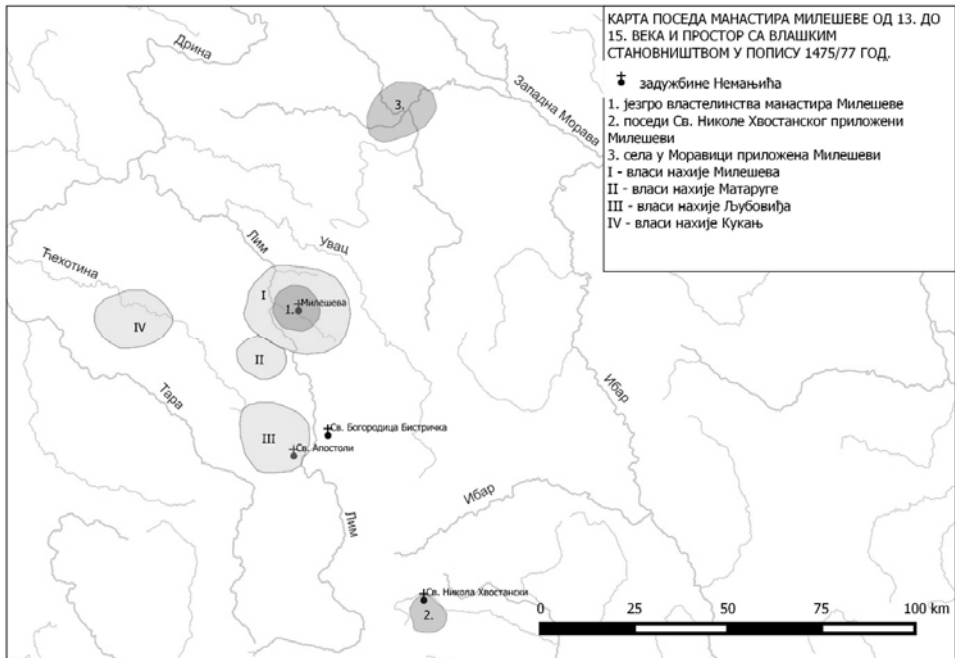 КАРТА ПОСЕДА МАНАСТИРА МИЛЕШЕВЕ ОД 13. ДО
15. ВЕКА И ПРОСТОР СА ВЛАШКИМ
СТАНОВНИШТВОМ У ПОПИСУ 1475/77 ГОД.
задужбине Немањића
1. језгро властелинства манастира Милешеве
2. поседи Св. Николе Хвостанског приложени
Милешеви
3. села у Моравици приложена Милешеви
I - власи нахије Милешева
II - власи нахије Матаруге
III - власи нахије Љубовиђа
IV - власи нахије Кукањ
Дрина
Западна Морава
3.
Лим
Увац
Ћехотина
I
1.
Милешева
IV
II
Тара
Ибар
III
Св. Богородица Бистричка
Св. Апостоли
Ибар
Лим
Св. Никола Хвостански
2.
0 25 50 75 100 km